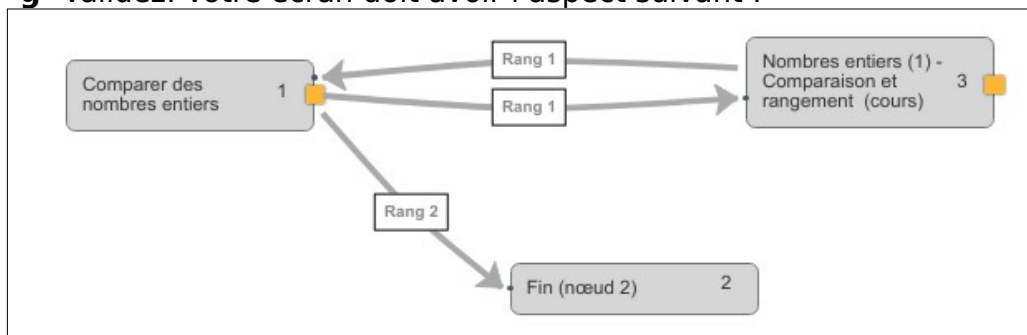 g- Validez. Votre écran doit avoir l'aspect suivant :
Comparer des
nombres entiers
1
Rang 1
Rang 1
Nombres entiers (1) -
Comparaison et
rangement (cours)
3
Rang 2
Fin (nœud 2)
2